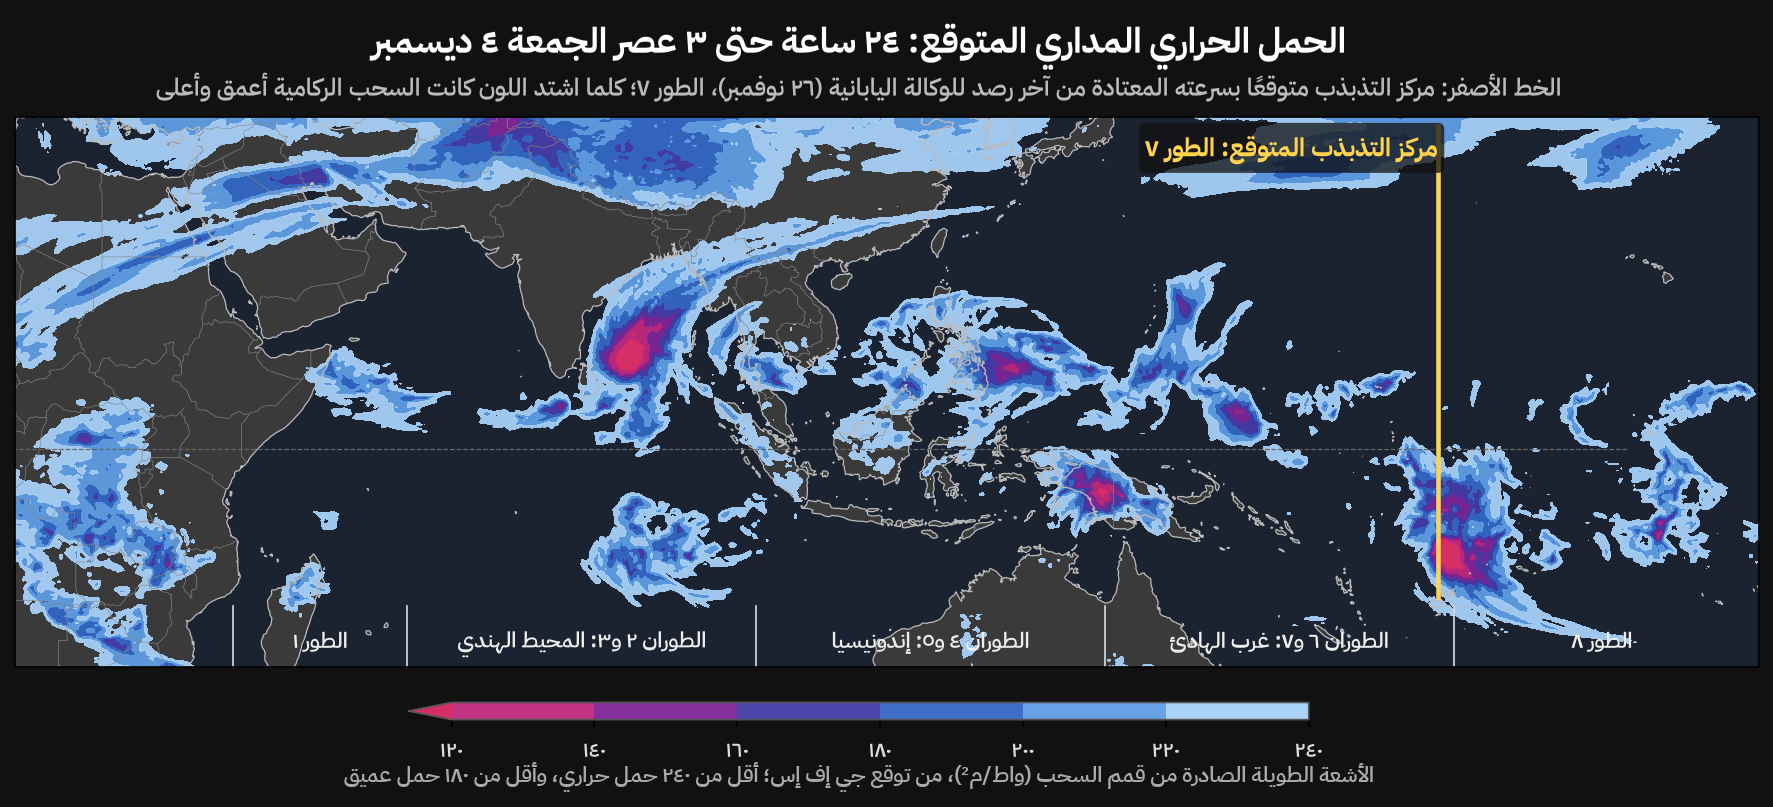 الحمل الحراري المداري المتوقع: ٢٤ ساعة حتى ٣ عصر الجمعة ٤ ديسمبر
الخط الأصفر: مركز التذبذب متوقعًا بسرعته المعتادة من آخر رصد للوكالة اليابانية (٢٦ نوفمبر)، الطور ٧؛ كلما اشتد اللون كانت السحب الركامية أعمق وأعلى
مركز التذبذب المتوقع: الطور ٧
الطور ١
الطوران ٢ و٣: المحيط الهندي
الطوران ٤ و٥: إندونيسيا
الطوران ٦ و٧: غرب الهادئ
الطور ٨
١٢٠ ١٤٠ ١٦٠ ١٨٠ ٢٠٠ ٢٢٠ ٢٤٠
الأشعة الطويلة الصادرة من قمم السحب (واط/م²)، من توقع جي إف إس؛ أقل من ٢٤٠ حمل حراري، وأقل من ١٨٠ حمل عميق